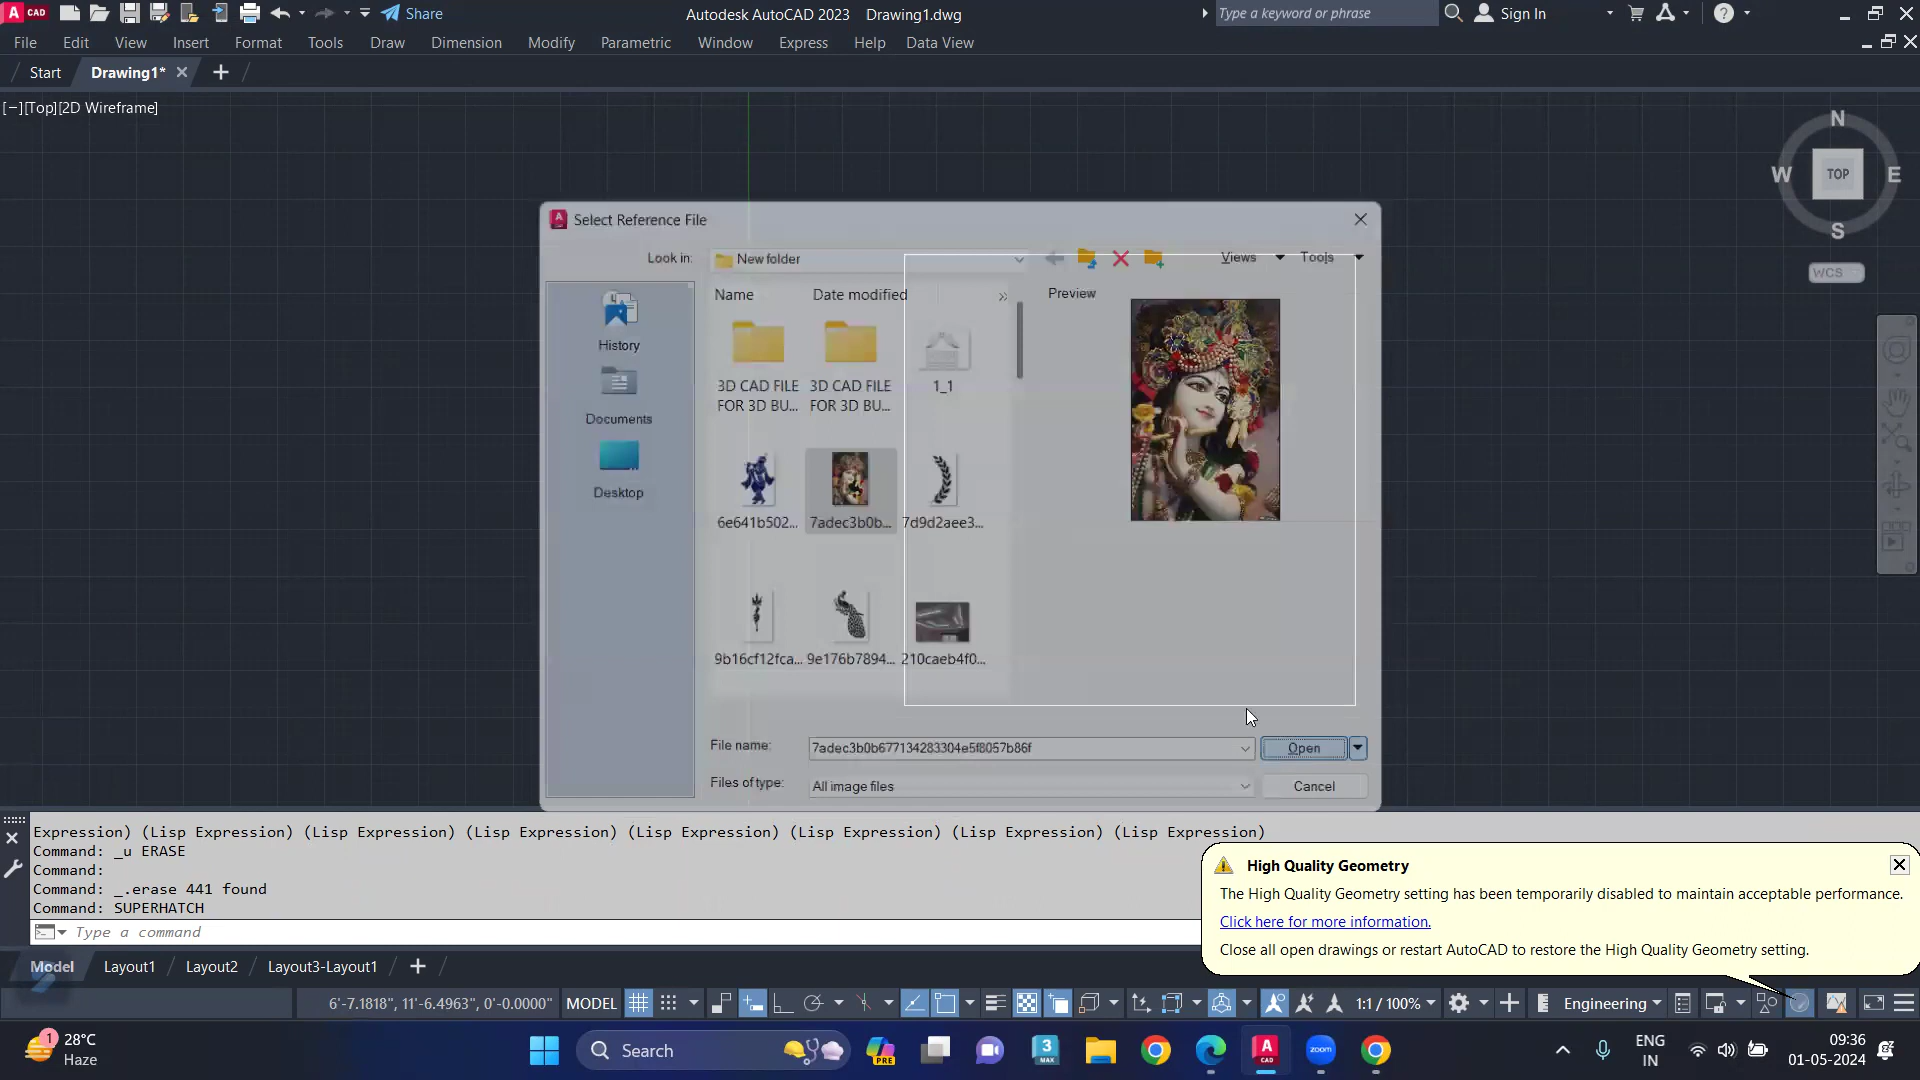 CAD
Share
Autodesk AutoCAD 2023 Drawing1.dwg
Type a keyword or phrase
Sign In
File Edit View Insert Format Tools Draw Dimension Modify Parametric Window Express Help Data View
Start Drawing1*
[−][Top][2D Wireframe]
N
W TOP E
S
WCS
Select Reference File
Look in: New folder
Views Tools
Name Date modified
Preview
History
Documents
Desktop
3D CAD FILE FOR 3D BU...
3D CAD FILE FOR 3D BU...
1_1
6e641b502... 7adec3b0b... 7d9d2aee3...
9b16cf12fca... 9e176b7894... 210caeb4f0...
File name: 7adec3b0b677134283304e5f8057b86f Open
Files of type: All image files Cancel
Expression) (Lisp Expression) (Lisp Expression) (Lisp Expression) (Lisp Expression) (Lisp Expression) (Lisp Expression) (Lisp Expression)
Command: _u ERASE
Command:
Command: _.erase 441 found
Command: SUPERHATCH
Type a command
High Quality Geometry
The High Quality Geometry setting has been temporarily disabled to maintain acceptable performance.
Click here for more information.
Close all open drawings or restart AutoCAD to restore the High Quality Geometry setting.
Model Layout1 Layout2 Layout3-Layout1
6'-7.1818", 11'-6.4963", 0'-0.0000" MODEL 1:1 / 100% Engineering
1
28°C
Haze
Search
PRE
3
MAX
A
CAD
zoom
ENG
IN
09:36
01-05-2024